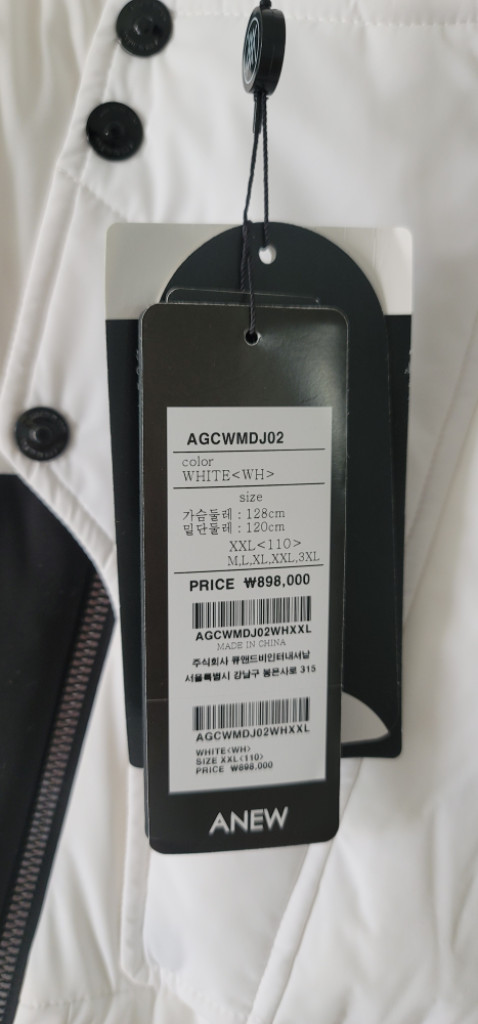 AGCWMDJ02
color
WHITE<WH>
size
가슴둘레 : 128cm
밑단둘레 : 120cm
XXL<110>
M,L,XL,XXL,3XL
PRICE ₩898,000
AGCWMDJ02WHXXL
MADE IN CHINA
주식회사 큐앤드비인터내셔날
서울특별시 강남구 봉은사로 315
AGCWMDJ02WHXXL
WHITE<WH>
SIZE XXL<110>
PRICE ₩898,000
ANEW